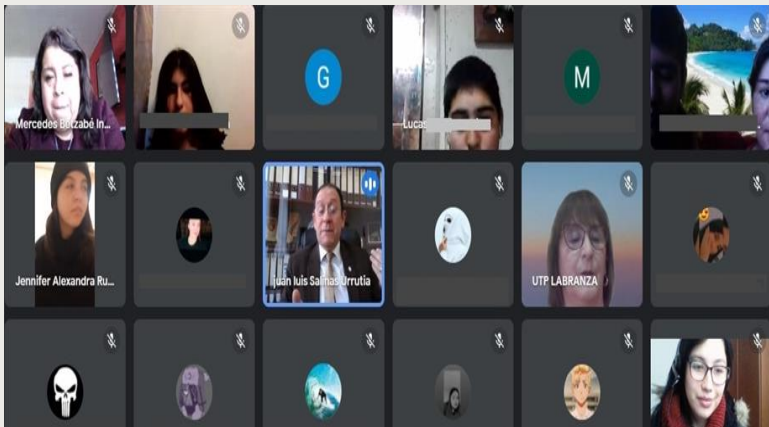 Mercedes Betzabé In...
G
Lucas
M
Jennifer Alexandra Ru...
juan luis Salinas Urrutia
UTP LABRANZA